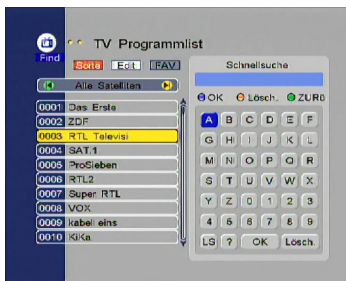 TV Programmlist
Find
Sorte Edit FAV
Alle Satelliten
0001 Das Erste
0002 ZDF
0003 RTL Televisi
0004 SAT.1
0005 ProSieben
0006 RTL2
0007 Super RTL
0008 VOX
0009 kabel eins
0010 KiKa
Schnellsuche
OK Lösch. ZURü
A B C D E F
G H I J K L
M N O P Q R
S T U V W X
Y Z 0 1 2 3
4 5 6 7 8 9
LS ? OK Lösch.